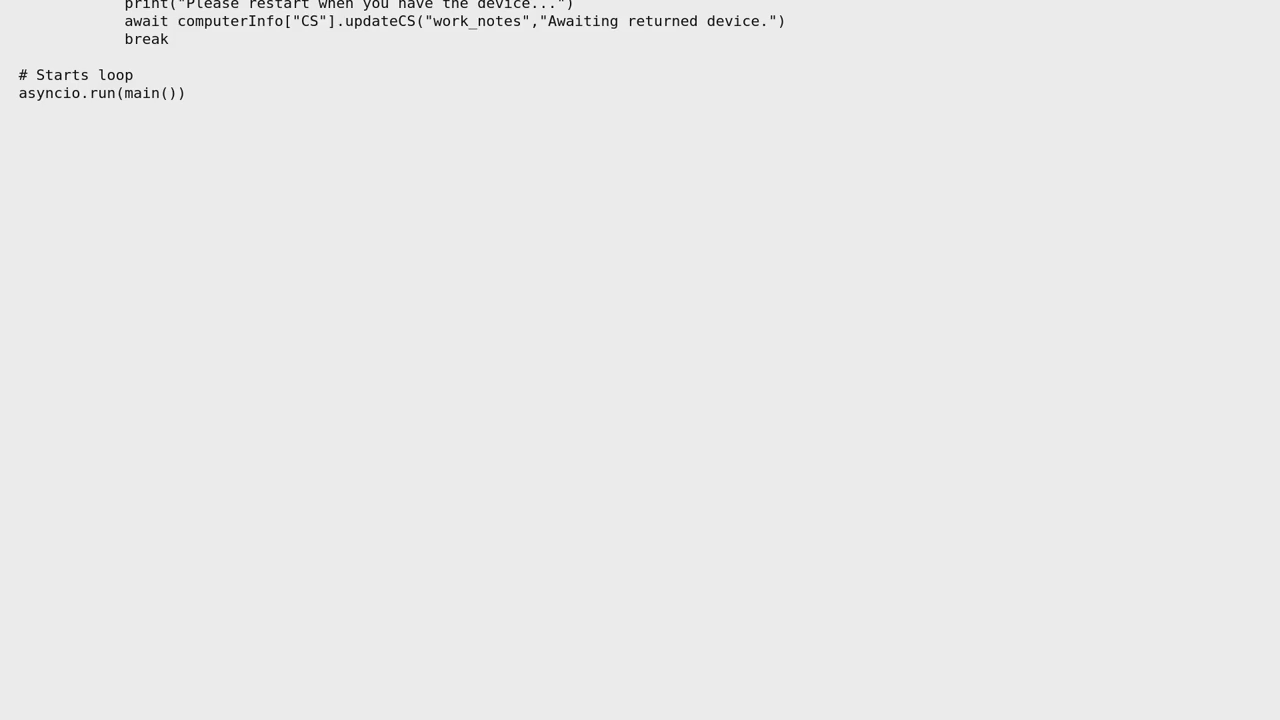 print("Please restart when you have the device...")
await computerInfo["CS"].updateCS("work_notes","Awaiting returned device.")
break
# Starts loop
asyncio.run(main())